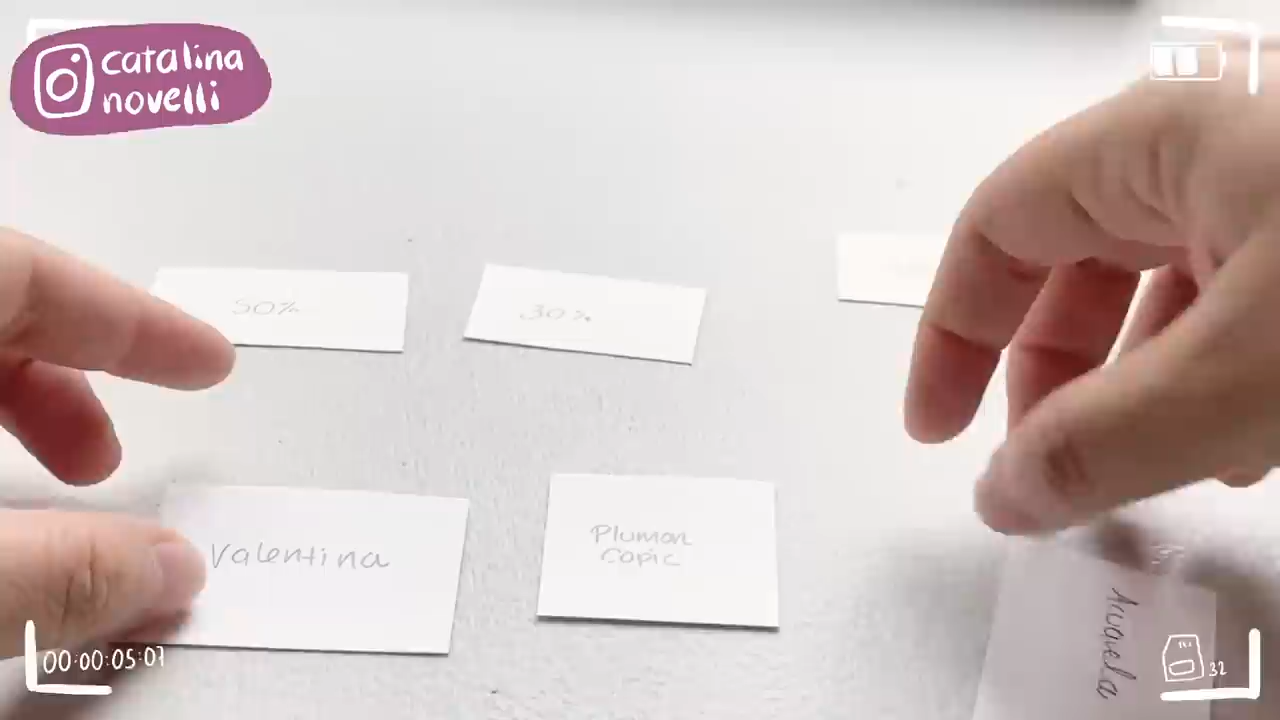 catalina
novelli
50%
30%
Valentina
Plumon
copic
Acuarela
00:00:05:07
32